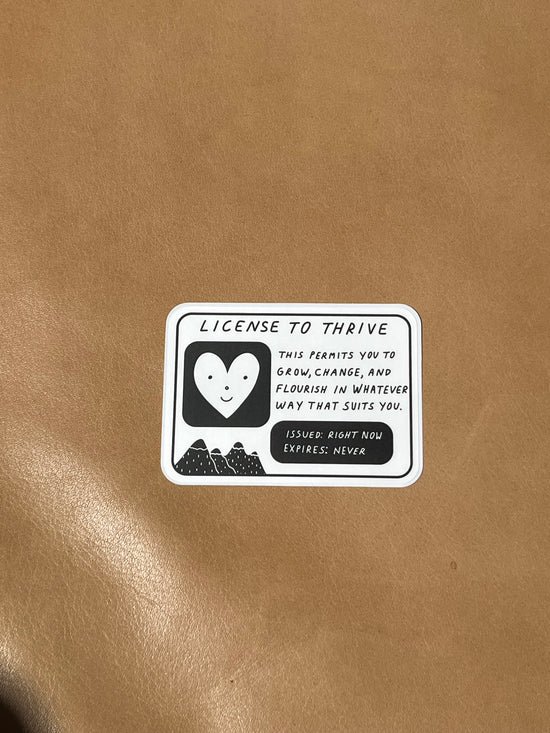 LICENSE TO THRIVE
THIS PERMITS YOU TO
GROW, CHANGE, AND
FLOURISH IN WHATEVER
WAY THAT SUITS YOU.
ISSUED: RIGHT NOW
EXPIRES: NEVER